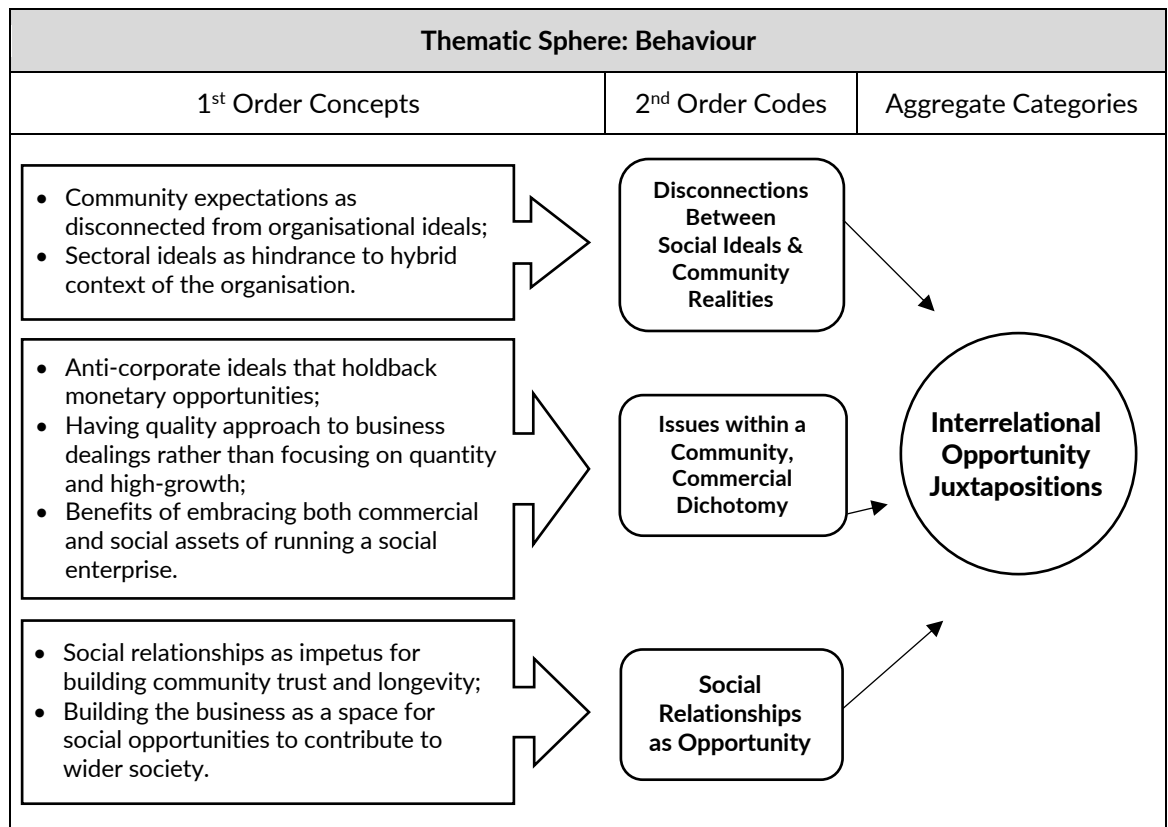 Thematic Sphere: Behaviour
1st Order Concepts
2nd Order Codes
Aggregate Categories
• Community expectations as
disconnected from organisational ideals;
• Sectoral ideals as hindrance to hybrid
context of the organisation.
Disconnections
Between
Social Ideals &
Community
Realities
• Anti-corporate ideals that holdback
monetary opportunities;
• Having quality approach to business
dealings rather than focusing on quantity
and high-growth;
• Benefits of embracing both commercial
and social assets of running a social
enterprise.
Issues within a
Community,
Commercial
Dichotomy
Interrelational
Opportunity
Juxtapositions
• Social relationships as impetus for
building community trust and longevity;
• Building the business as a space for
social opportunities to contribute to
wider society.
Social
Relationships
as Opportunity